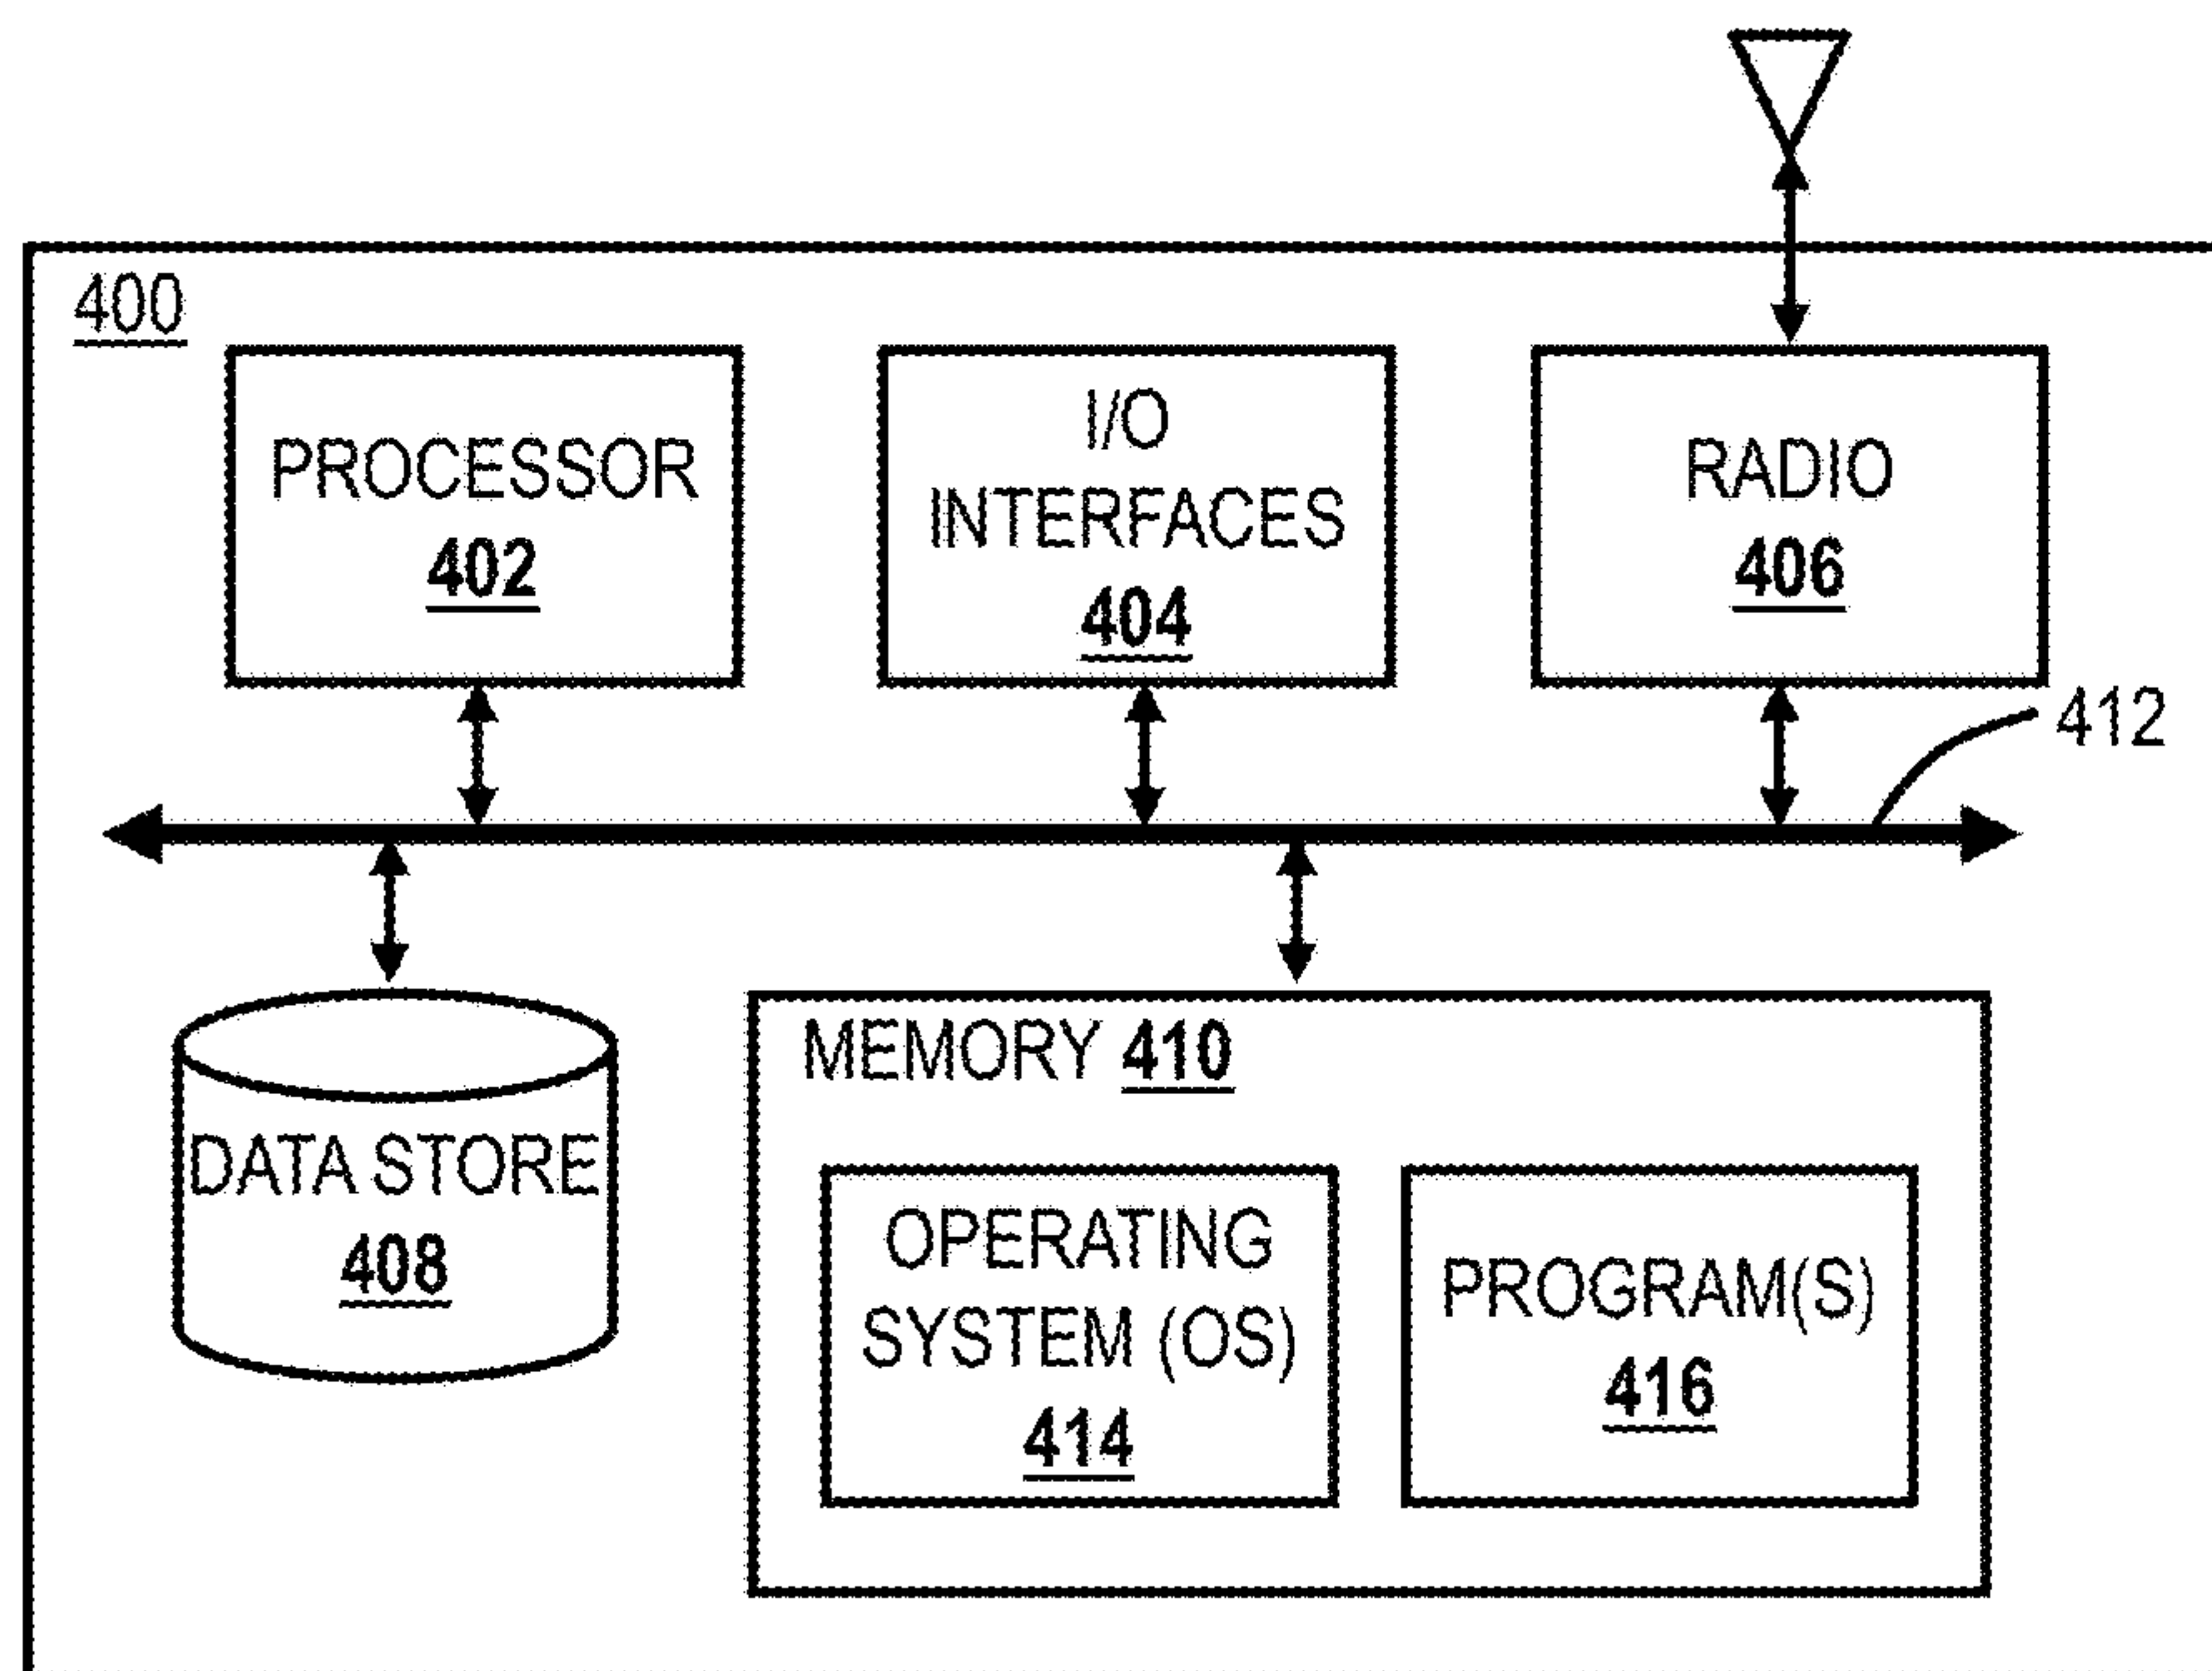 400
PROCESSOR
402
I/O
INTERFACES
404
RADIO
406
412
DATA STORE
408
MEMORY 410
OPERATING
SYSTEM (OS)
414
PROGRAM(S)
416